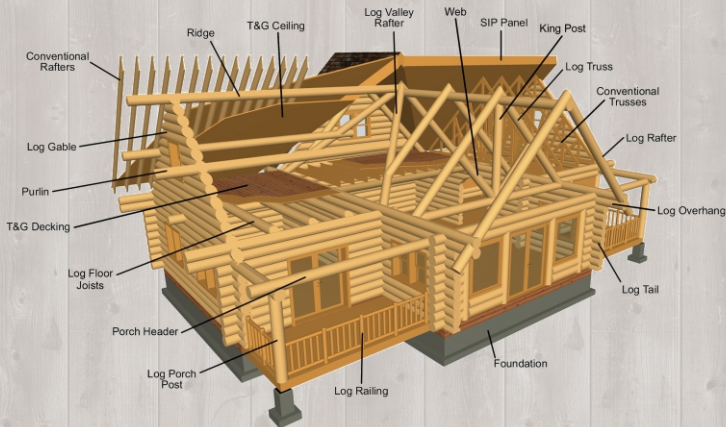 Log Valley
Rafter
Web
SIP Panel
King Post
T&G Ceiling
Ridge
Conventional
Rafters
Log Truss
Conventional
Trusses
Log Rafter
Log Gable
Purlin
T&G Decking
Log Overhang
Log Floor
Joists
Log Tail
Porch Header
Log Porch
Post
Log Railing
Foundation